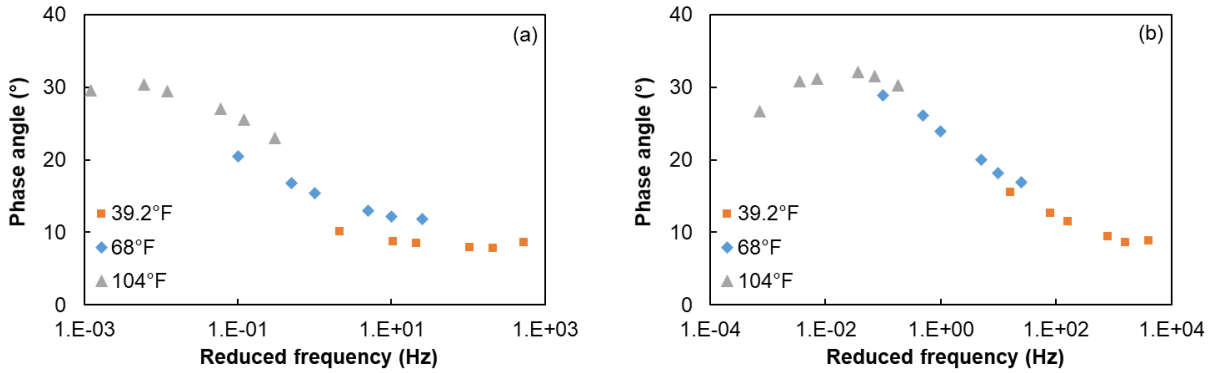 (a)
Phase angle (°)
40
30
20
10
0
39.2°F
68°F
104°F
1.E-03
1.E-01
1.E+01
1.E+03
Reduced frequency (Hz)
(b)
Phase angle (°)
40
30
20
10
0
39.2°F
68°F
104°F
1.E-04
1.E-02
1.E+00
1.E+02
1.E+04
Reduced frequency (Hz)